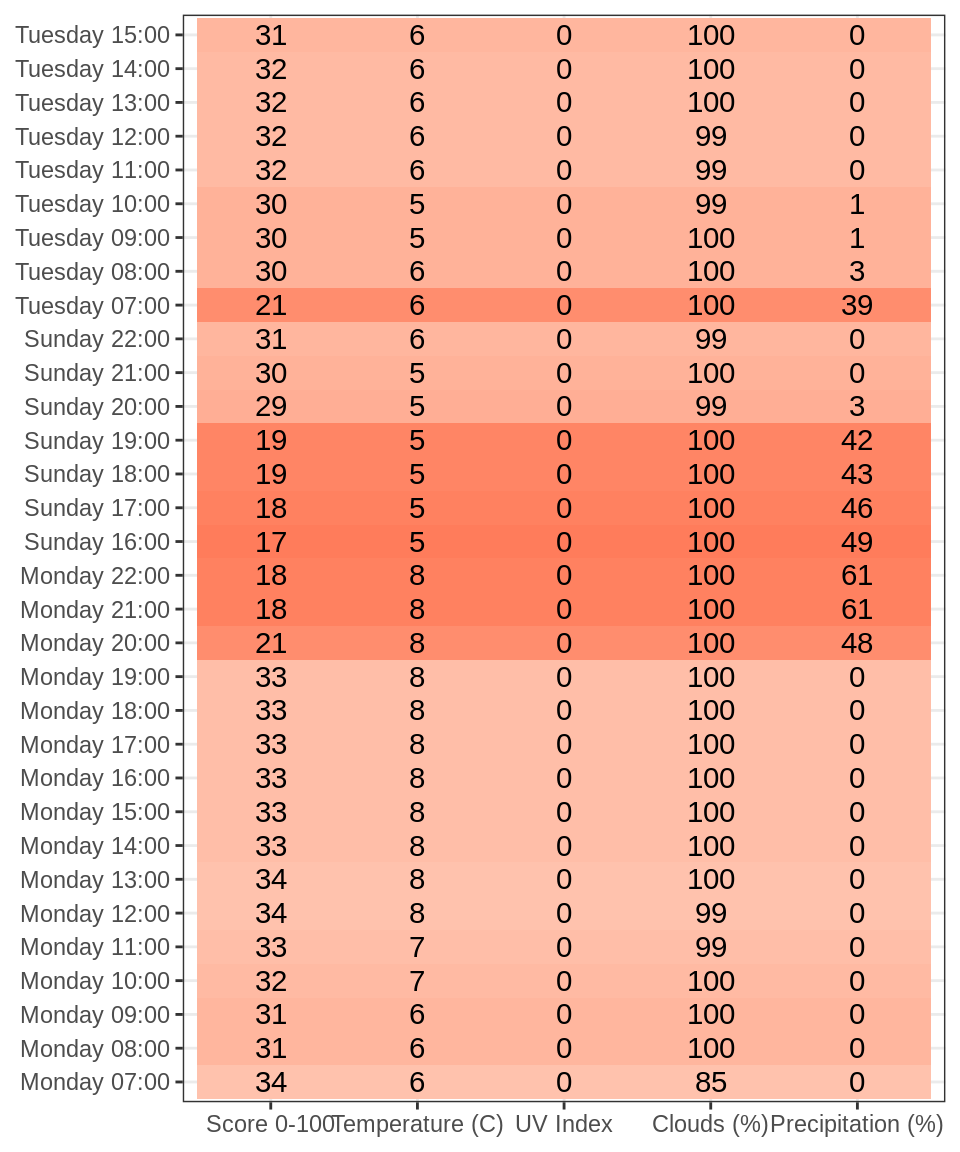 Tuesday 15:00 31 6 0 100 0
Tuesday 14:00 32 6 0 100 0
Tuesday 13:00 32 6 0 100 0
Tuesday 12:00 32 6 0 99 0
Tuesday 11:00 32 6 0 99 0
Tuesday 10:00 30 5 0 99 1
Tuesday 09:00 30 5 0 100 1
Tuesday 08:00 30 6 0 100 3
Tuesday 07:00 21 6 0 100 39
Sunday 22:00 31 6 0 99 0
Sunday 21:00 30 5 0 100 0
Sunday 20:00 29 5 0 99 3
Sunday 19:00 19 5 0 100 42
Sunday 18:00 19 5 0 100 43
Sunday 17:00 18 5 0 100 46
Sunday 16:00 17 5 0 100 49
Monday 22:00 18 8 0 100 61
Monday 21:00 18 8 0 100 61
Monday 20:00 21 8 0 100 48
Monday 19:00 33 8 0 100 0
Monday 18:00 33 8 0 100 0
Monday 17:00 33 8 0 100 0
Monday 16:00 33 8 0 100 0
Monday 15:00 33 8 0 100 0
Monday 14:00 33 8 0 100 0
Monday 13:00 34 8 0 100 0
Monday 12:00 34 8 0 99 0
Monday 11:00 33 7 0 99 0
Monday 10:00 32 7 0 100 0
Monday 09:00 31 6 0 100 0
Monday 08:00 31 6 0 100 0
Monday 07:00 34 6 0 85 0
Score 0-100 Temperature (C) UV Index Clouds (%) Precipitation (%)